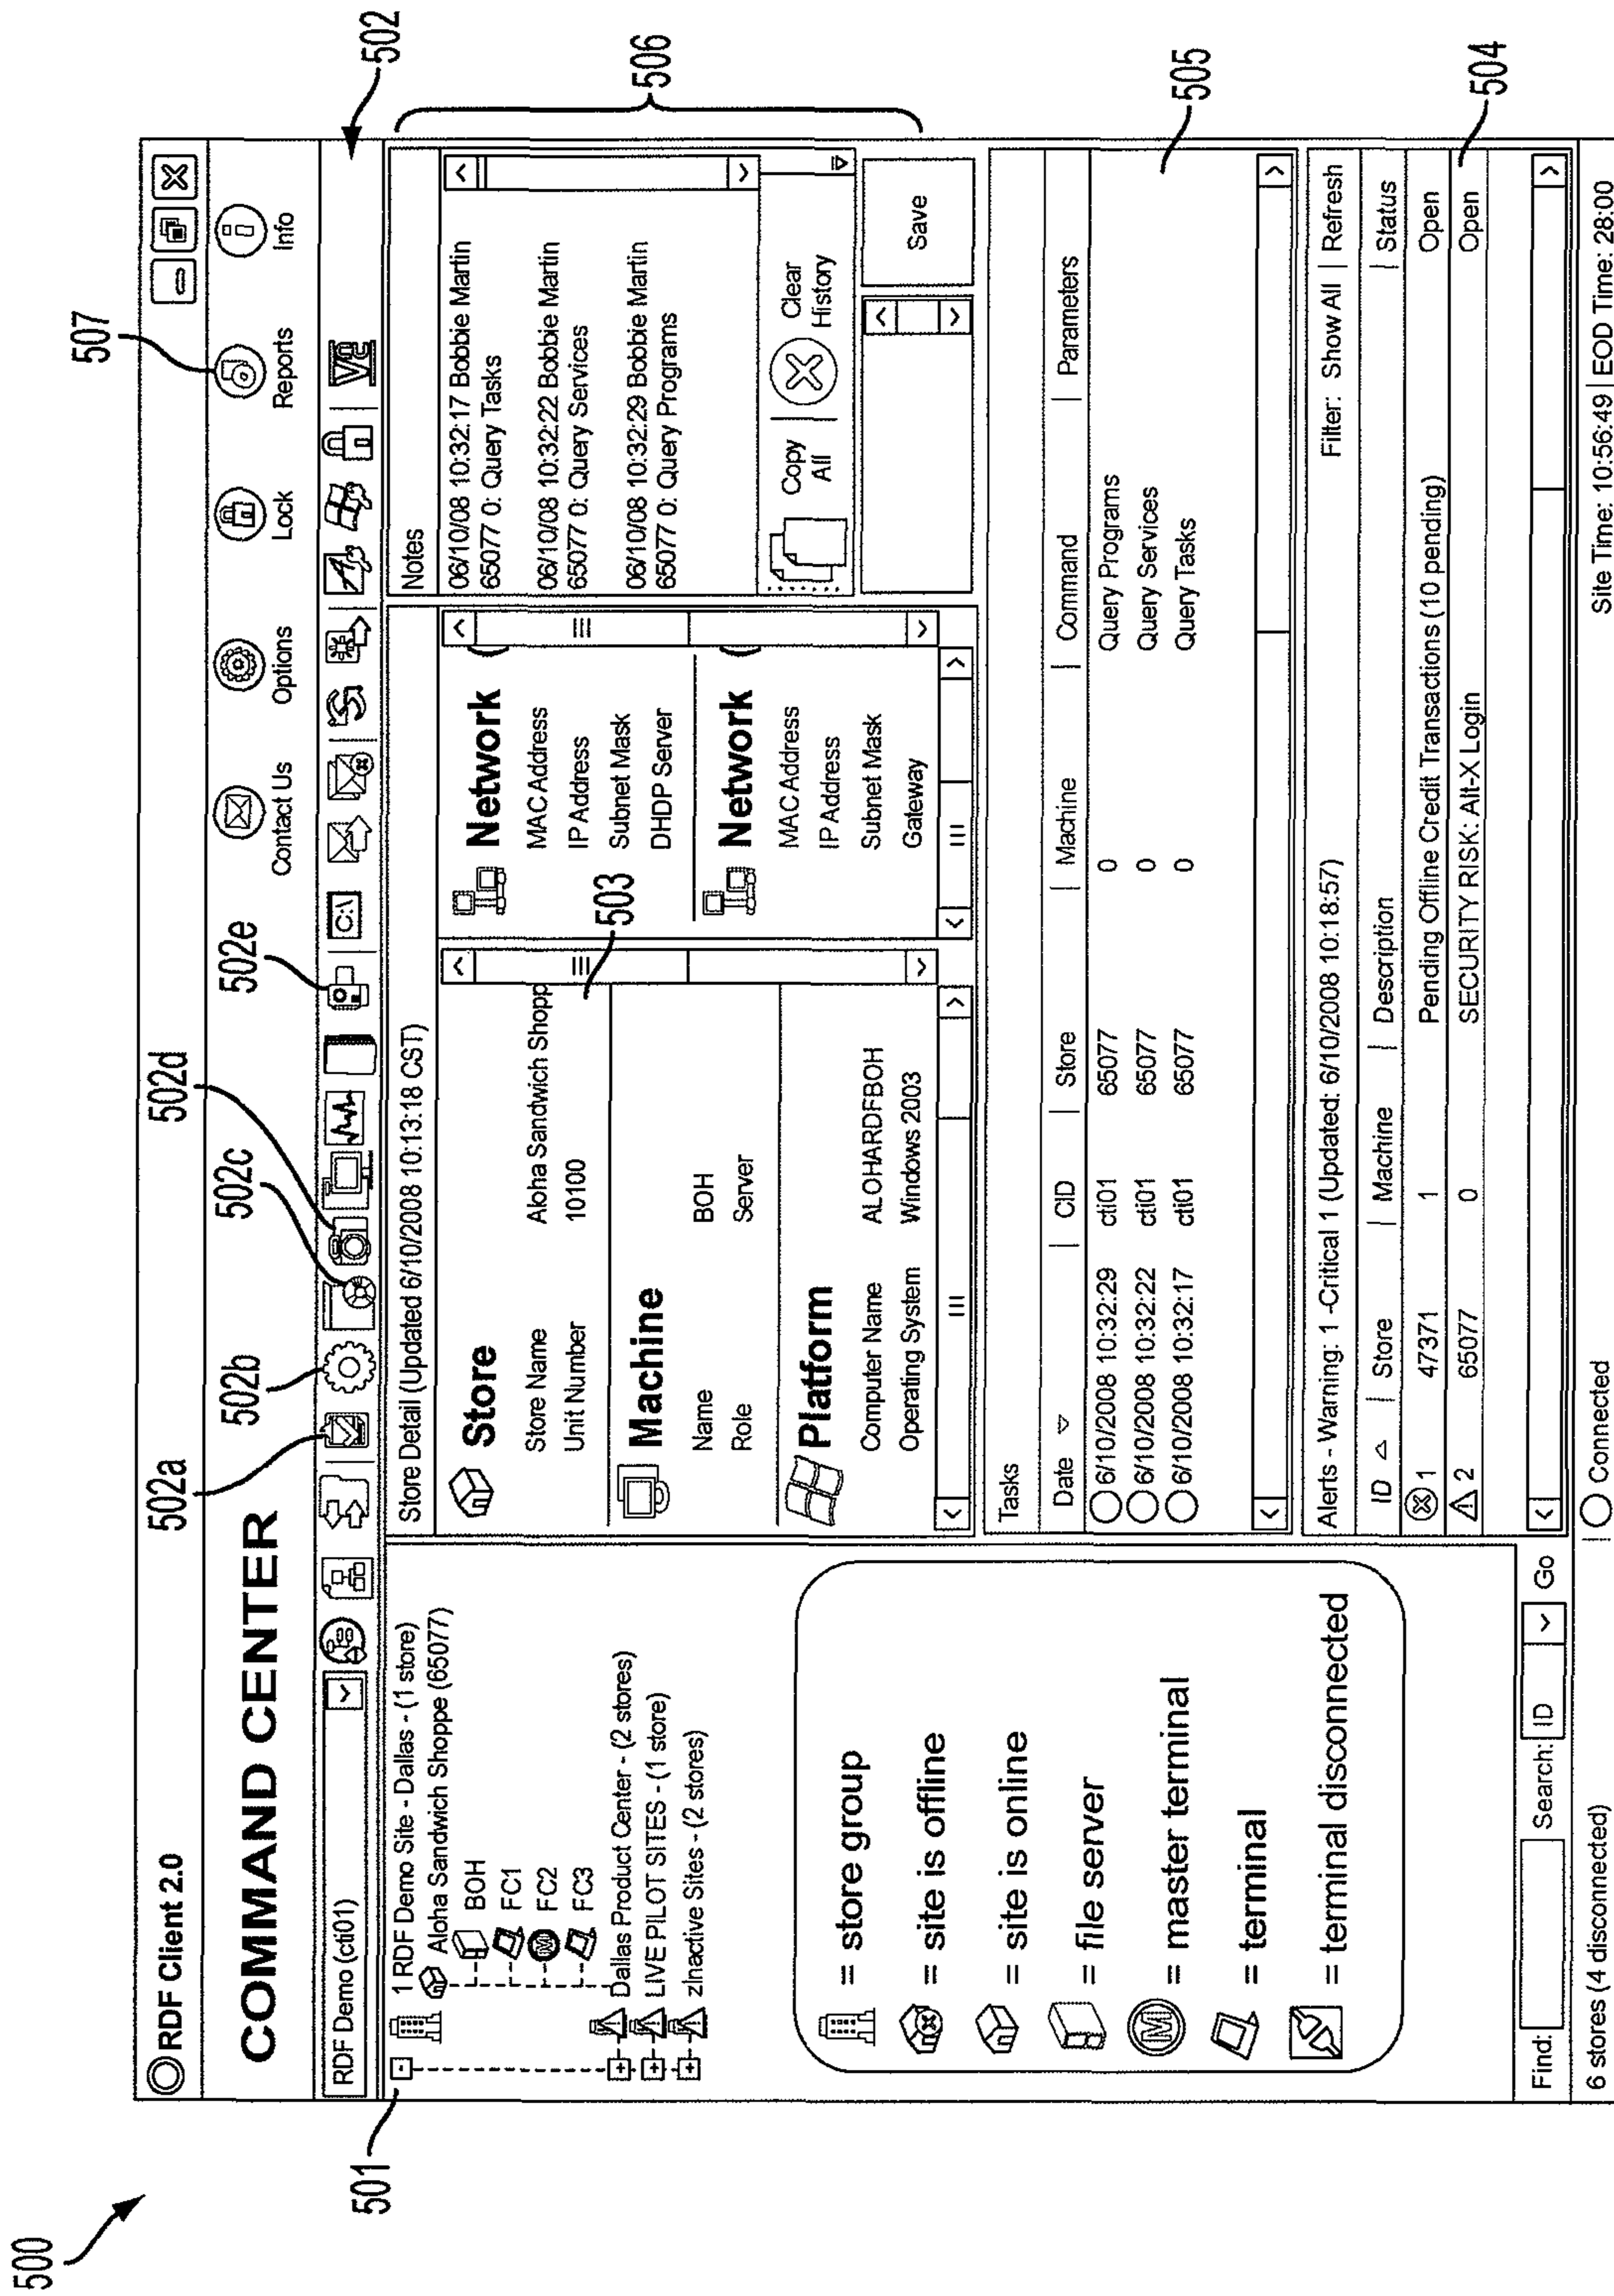 500
501
502
502a
502b
502c
502d
502e
503
504
505
506
507
RDF Client 2.0
COMMAND CENTER
Contact Us
Options
Lock
Reports
Info
RDF Demo (cti01)
C:\
1 RDF Demo Site - Dallas - (1 store)
Aloha Sandwich Shoppe (65077)
BOH
FC1
M FC2
FC3
Dallas Product Center - (2 stores)
LIVE PILOT SITES - (1 store)
zInactive Sites - (2 stores)
= store group
= site is offline
= site is online
= file server
M = master terminal
= terminal
= terminal disconnected
Find: Search: ID Go
Store Detail (Updated 6/10/2008 10:13:18 CST)
Store
Store Name Aloha Sandwich Shopp
Unit Number 10100
Machine
Name BOH
Role Server
Platform
Computer Name ALOHARDFBOH
Operating System Windows 2003
Network (
MAC Address
IP Address
Subnet Mask
DHDP Server
Network (
MAC Address
IP Address
Subnet Mask
Gateway
Notes
06/10/08 10:32:17 Bobbie Martin
65077 0: Query Tasks
06/10/08 10:32:22 Bobbie Martin
65077 0: Query Services
06/10/08 10:32:29 Bobbie Martin
65077 0: Query Programs
Copy All | Clear History
Save
Tasks
Date | CID | Store | Machine | Command | Parameters
6/10/2008 10:32:29 cti01 65077 0 Query Programs
6/10/2008 10:32:22 cti01 65077 0 Query Services
6/10/2008 10:32:17 cti01 65077 0 Query Tasks
Alerts - Warning: 1 -Critical 1 (Updated: 6/10/2008 10:18:57) Filter: Show All | Refresh
ID | Store | Machine | Description | Status
1 47371 1 Pending Offline Credit Transactions (10 pending) Open
2 65077 0 SECURITY RISK: Alt-X Login Open
6 stores (4 disconnected) | Connected Site Time: 10:56:49 | EOD Time: 28:00